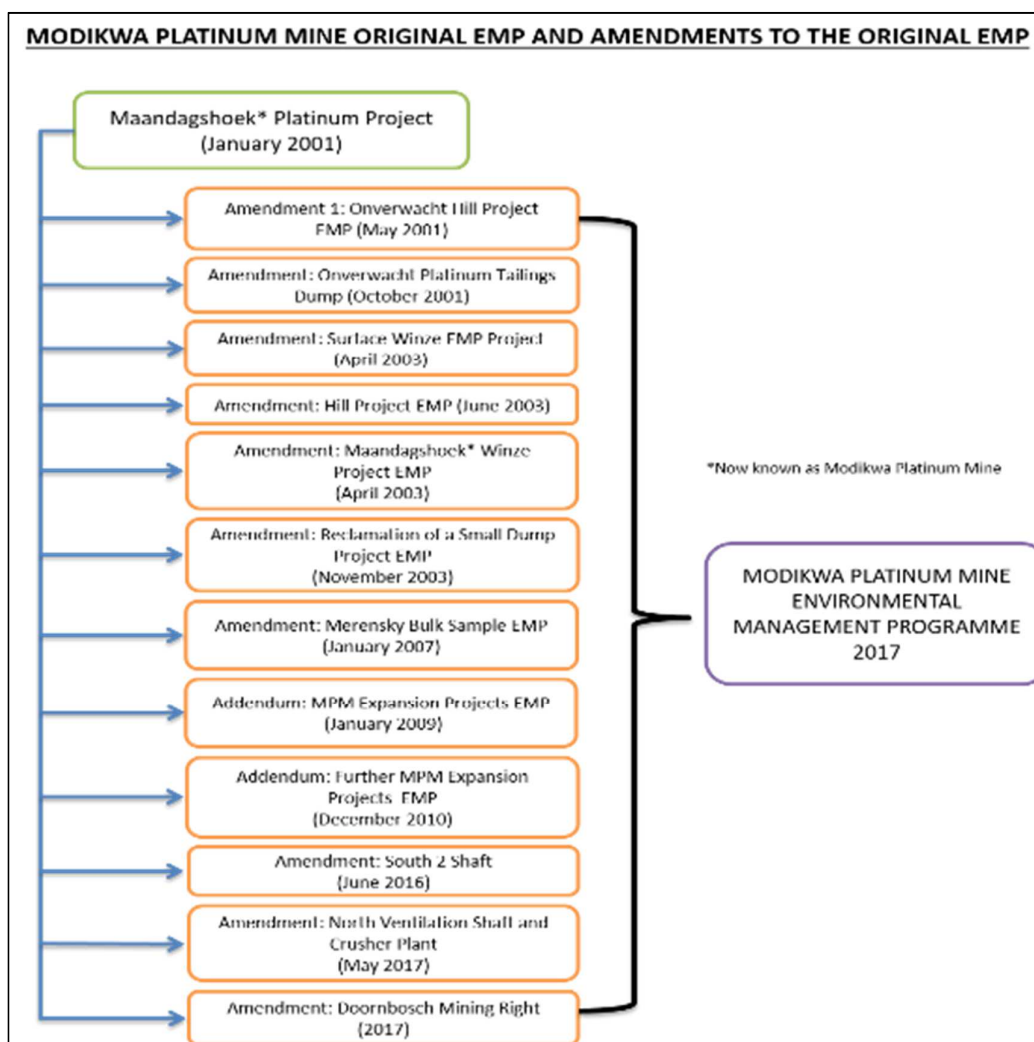 MODIKWA PLATINUM MINE ORIGINAL EMP AND AMENDMENTS TO THE ORIGINAL EMP
Maandagshoek* Platinum Project
(January 2001)
Amendment 1: Onverwacht Hill Project
EMP (May 2001)
Amendment: Onverwacht Platinum Tailings
Dump (October 2001)
Amendment: Surface Winze EMP Project
(April 2003)
Amendment: Hill Project EMP (June 2003)
Amendment: Maandagshoek* Winze
Project EMP
(April 2003)
Amendment: Reclamation of a Small Dump
Project EMP
(November 2003)
Amendment: Merensky Bulk Sample EMP
(January 2007)
Addendum: MPM Expansion Projects EMP
(January 2009)
Addendum: Further MPM Expansion
Projects EMP
(December 2010)
Amendment: South 2 Shaft
(June 2016)
Amendment: North Ventilation Shaft and
Crusher Plant
(May 2017)
Amendment: Doornbosch Mining Right
(2017)
*Now known as Modikwa Platinum Mine
MODIKWA PLATINUM MINE
ENVIRONMENTAL
MANAGEMENT PROGRAMME
2017